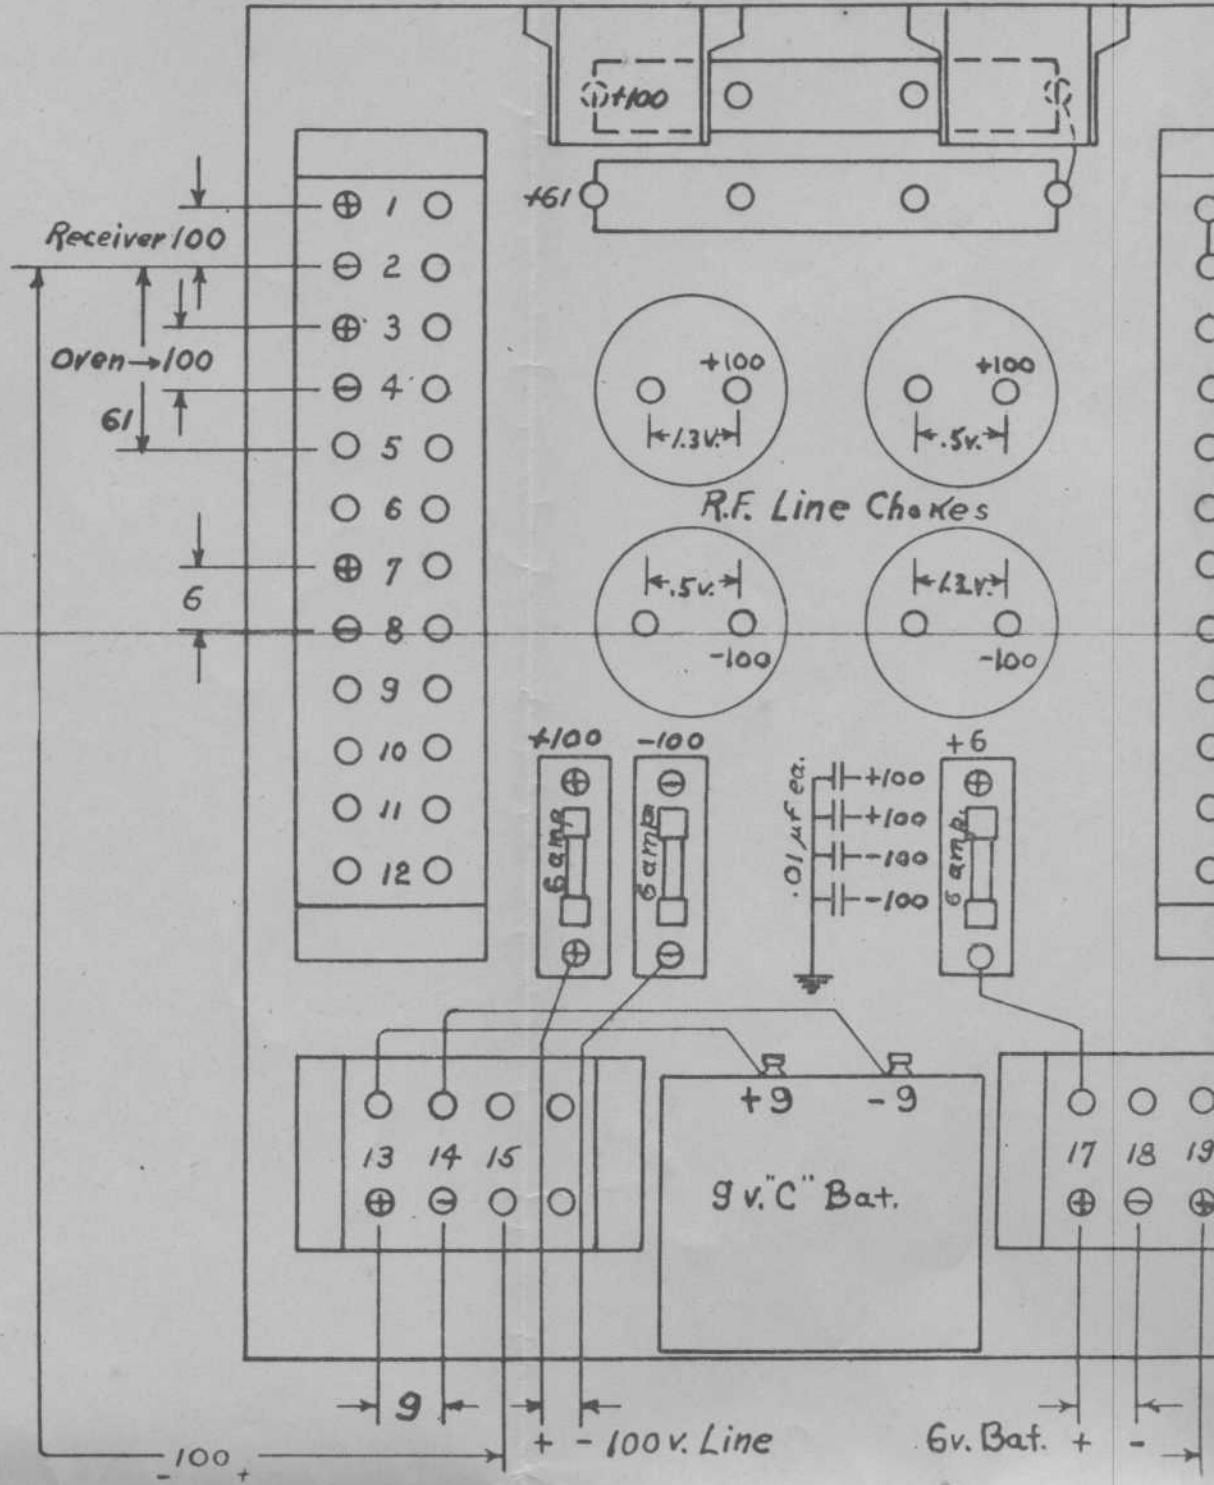 +100
+61
1
Receiver 100
2
3
Oven→100
4
61
5
6
7
6
8
9
10
11
12
+100
+100
1.3v.
.5v.
R.F. Line Chokes
.5v.
-100
-100
+100
-100
+6
6 amp.
6 amp
.01 µf ea.
+100
+100
-100
-100
6 amp.
+9
-9
13
14
15
9 v. "C" Bat.
17
18
19
9
+ - 100 v. Line
6v. Bat. + -
100
- +